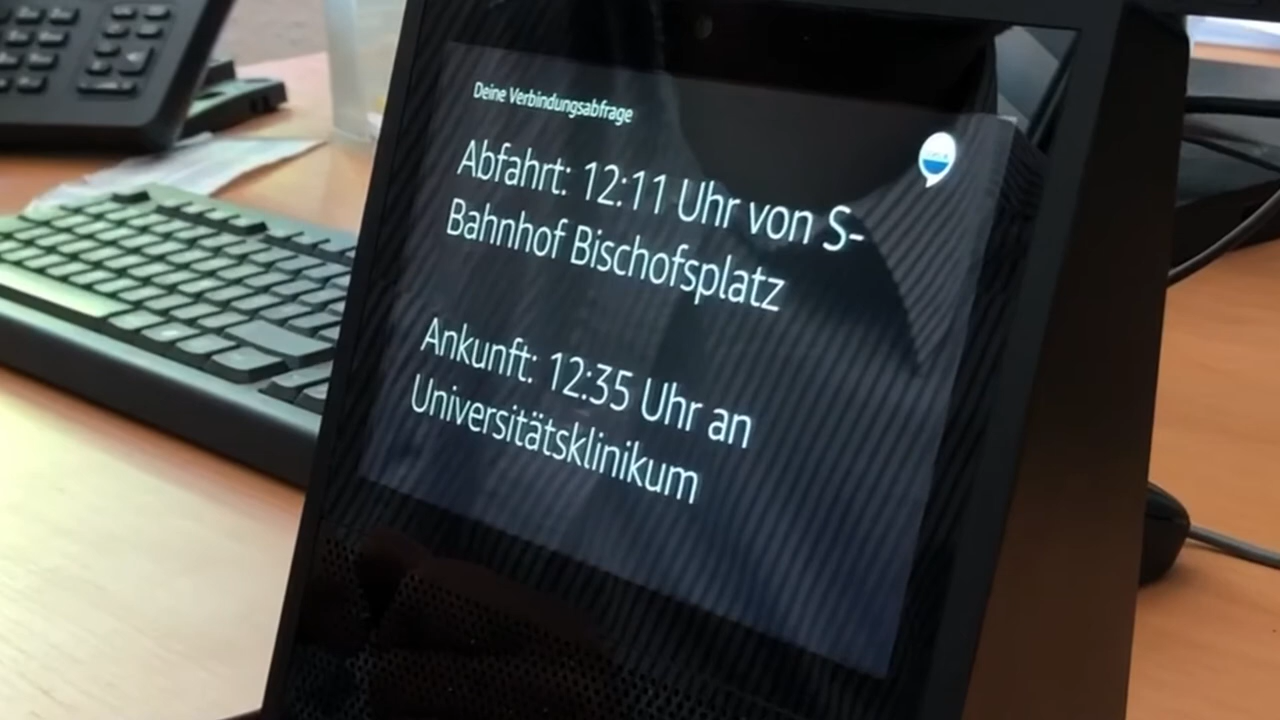 Deine Verbindungsabfrage
Abfahrt: 12:11 Uhr von S-
Bahnhof Bischofsplatz
Ankunft: 12:35 Uhr an
Universitätsklinikum